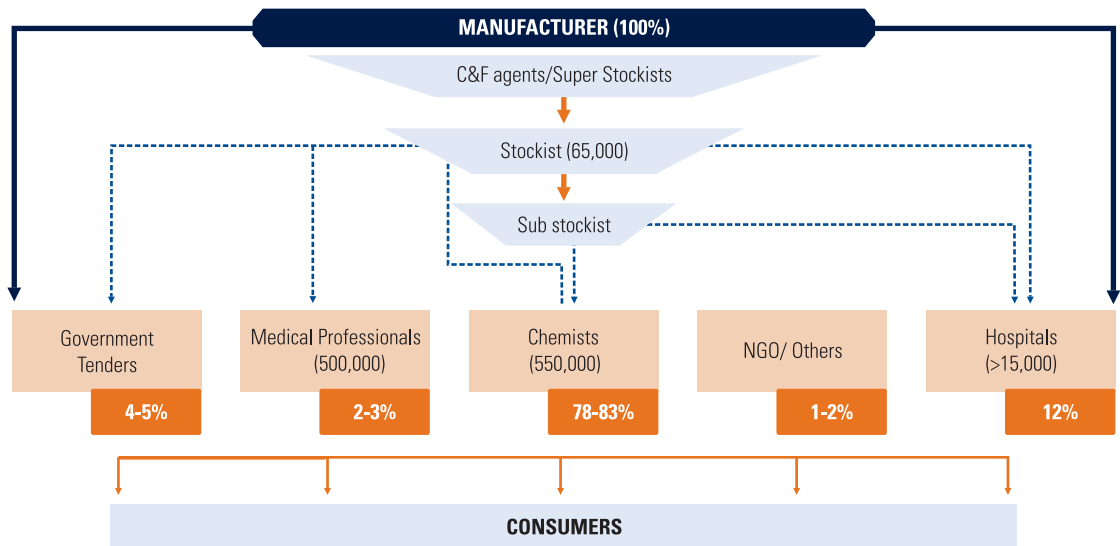 MANUFACTURER (100%)
C&F agents/Super Stockists
Stockist (65,000)
Sub stockist
Government
Tenders
4-5%
Medical Professionals
(500,000)
2-3%
Chemists
(550,000)
78-83%
NGO/ Others
1-2%
Hospitals
(>15,000)
12%
CONSUMERS